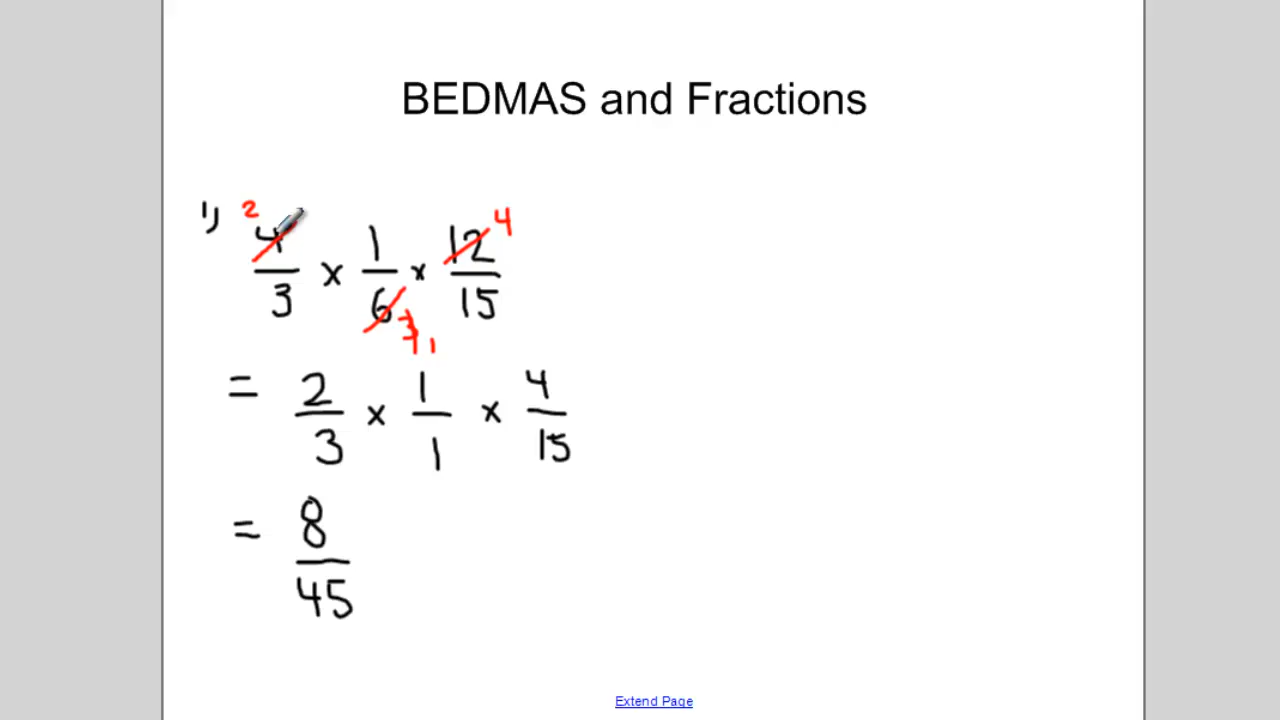 BEDMAS and Fractions
1) 2 4/3 × 1/6 3 1 × 12/15 4
= 2/3 × 1/1 × 4/15
= 8/45
Extend Page